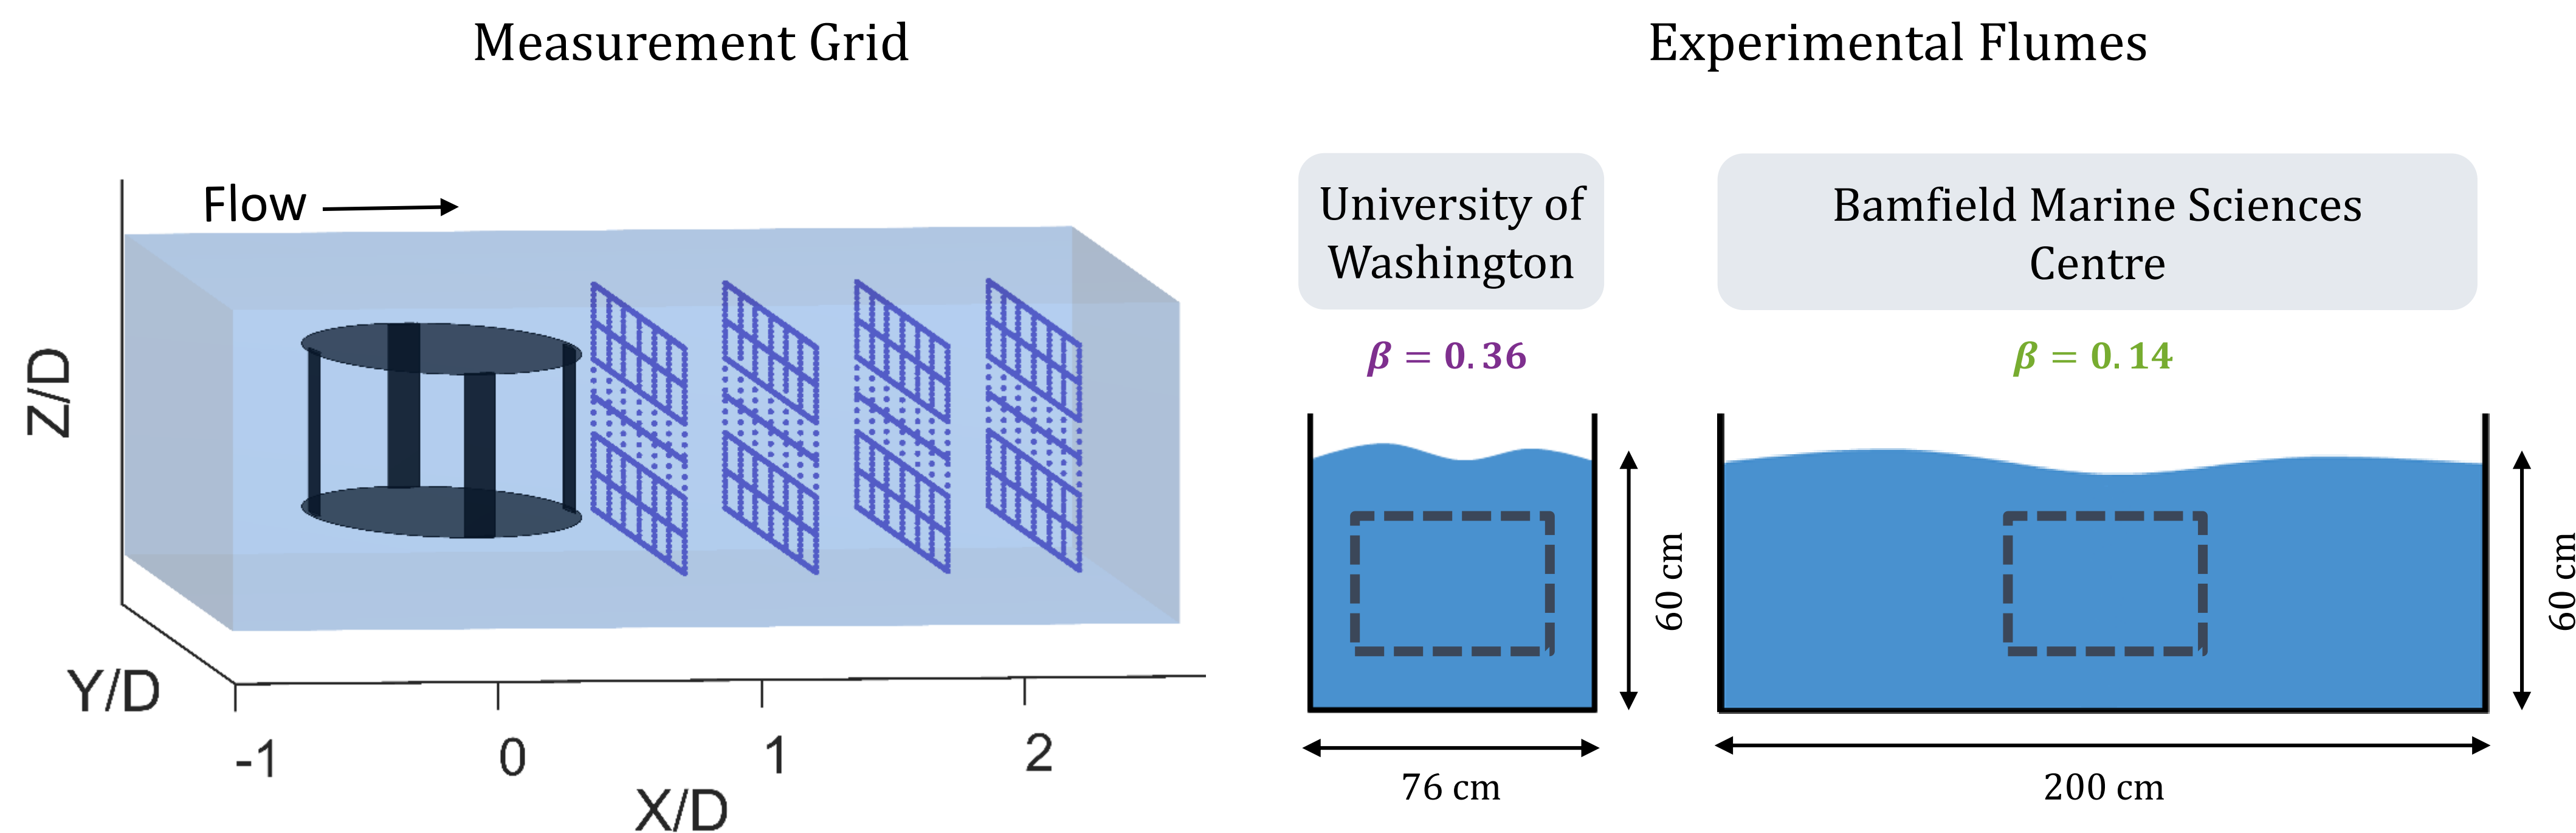 Measurement Grid
Flow
Z/D
Y/D
-1
0
1
2
X/D
Experimental Flumes
University of
Washington
β = 0.36
60 cm
76 cm
Bamfield Marine Sciences
Centre
β = 0.14
60 cm
200 cm